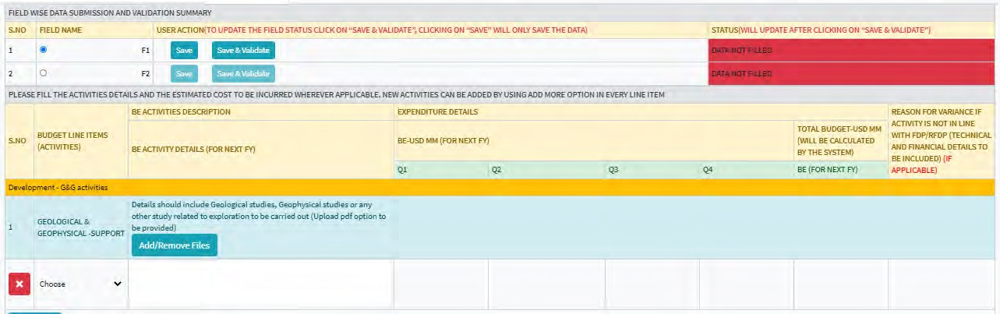 FIELD WISE DATA SUBMISSION AND VALIDATION SUMMARY
S.NO FIELD NAME USER ACTION(TO UPDATE THE FIELD STATUS CLICK ON "SAVE & VALIDATE", CLICKING ON "SAVE" WILL ONLY SAVE THE DATA) STATUS(WILL UPDATE AFTER CLICKING ON "SAVE & VALIDATE")
1 F1 Save Save & Validate DATA NOT FILLED
2 F2 Save Save & Validate DATA NOT FILLED
PLEASE FILL THE ACTIVITIES DETAILS AND THE ESTIMATED COST TO BE INCURRED WHEREVER APPLICABLE. NEW ACTIVITIES CAN BE ADDED BY USING ADD MORE OPTION IN EVERY LINE ITEM
S.NO
BUDGET LINE ITEMS
(ACTIVITIES)
BE ACTIVITIES DESCRIPTION
BE ACTIVITY DETAILS (FOR NEXT FY)
EXPENDITURE DETAILS
BE-USD MM (FOR NEXT FY)
TOTAL BUDGET-USD MM
(WILL BE CALCULATED
BY THE SYSTEM)
Q1 Q2 Q3 Q4 BE (FOR NEXT FY)
REASON FOR VARIANCE IF
ACTIVITY IS NOT IN LINE
WITH FDP/RFDP (TECHNICAL
AND FINANCIAL DETAILS TO
BE INCLUDED) (IF
APPLICABLE)
Development - G&G activities
1
GEOLOGICAL &
GEOPHYSICAL -SUPPORT
Details should include Geological studies, Geophysical studies or any
other study related to exploration to be carried out (Upload pdf option to
be provided)
Add/Remove Files
Choose